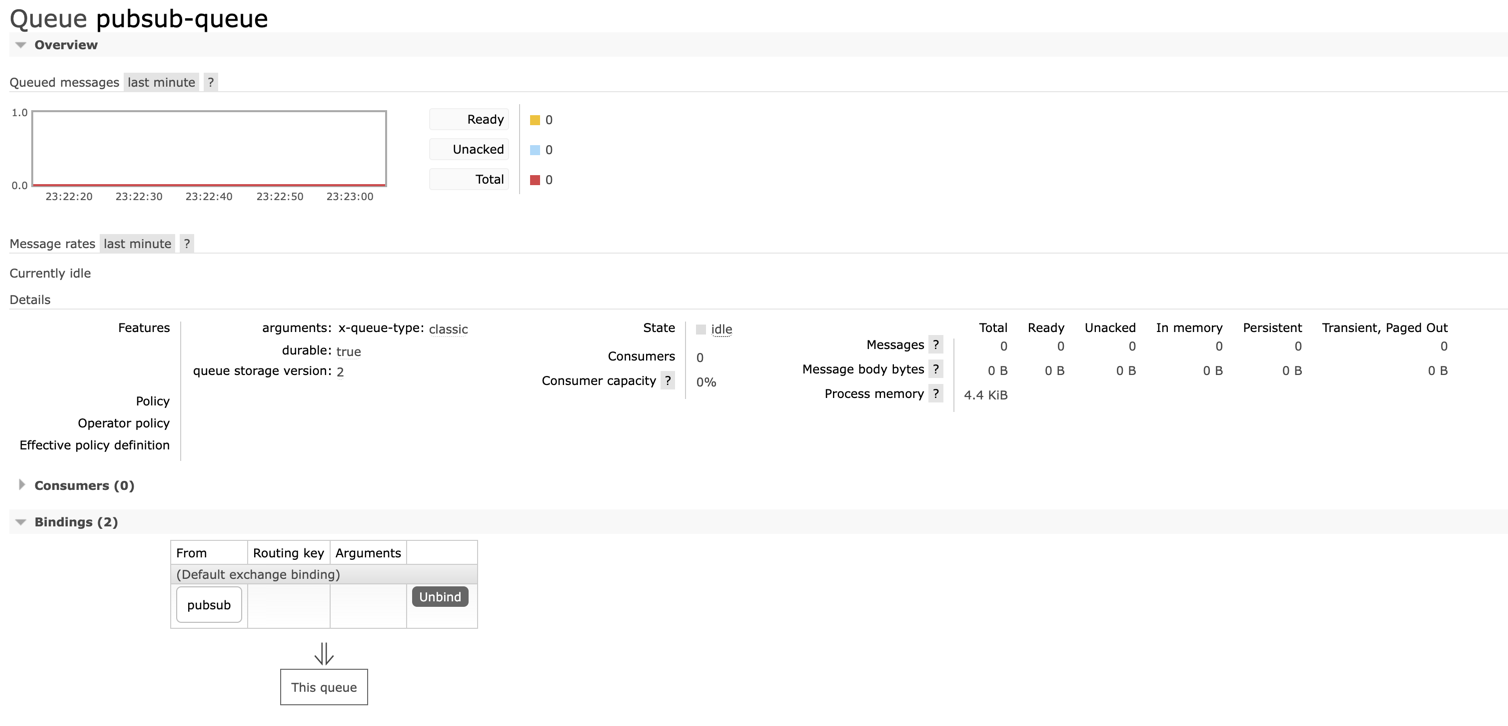 Queue pubsub-queue
Overview
Queued messages last minute ?
1.0
0.0
23:22:20 23:22:30 23:22:40 23:22:50 23:23:00
Ready 0
Unacked 0
Total 0
Message rates last minute ?
Currently idle
Details
Features
arguments: x-queue-type: classic
durable: true
queue storage version: 2
Policy
Operator policy
Effective policy definition
State idle
Consumers 0
Consumer capacity ? 0%
Total Ready Unacked In memory Persistent Transient, Paged Out
Messages ? 0 0 0 0 0 0
Message body bytes ? 0 B 0 B 0 B 0 B 0 B 0 B
Process memory ? 4.4 KiB
Consumers (0)
Bindings (2)
From Routing key Arguments
(Default exchange binding)
pubsub Unbind
⇓
This queue